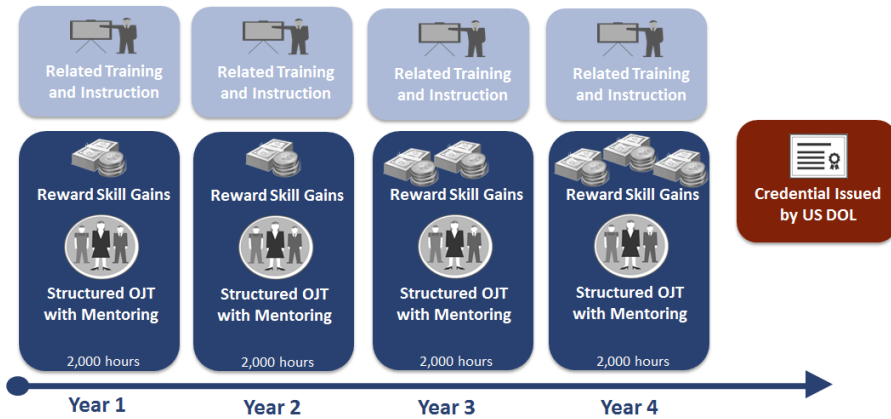 Related Training
and Instruction
Related Training
and Instruction
Related Training
and Instruction
Related Training
and Instruction
Reward Skill Gains
Structured OJT
with Mentoring
2,000 hours
Reward Skill Gains
Structured OJT
with Mentoring
2,000 hours
Reward Skill Gains
Structured OJT
with Mentoring
2,000 hours
Reward Skill Gains
Structured OJT
with Mentoring
2,000 hours
Credential Issued
by US DOL
Year 1
Year 2
Year 3
Year 4